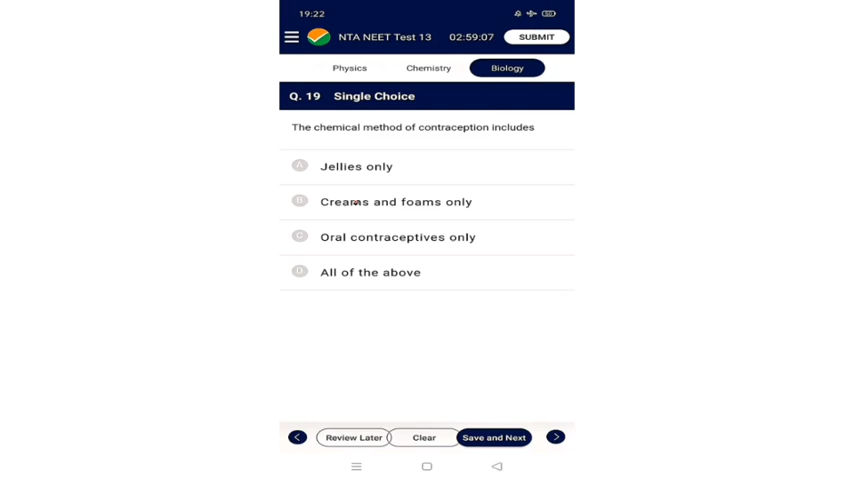 19:22
NTA NEET Test 13 02:59:07 SUBMIT
Physics Chemistry Biology
Q. 19 Single Choice
The chemical method of contraception includes
A Jellies only
B Creams and foams only
C Oral contraceptives only
D All of the above
Review Later Clear Save and Next